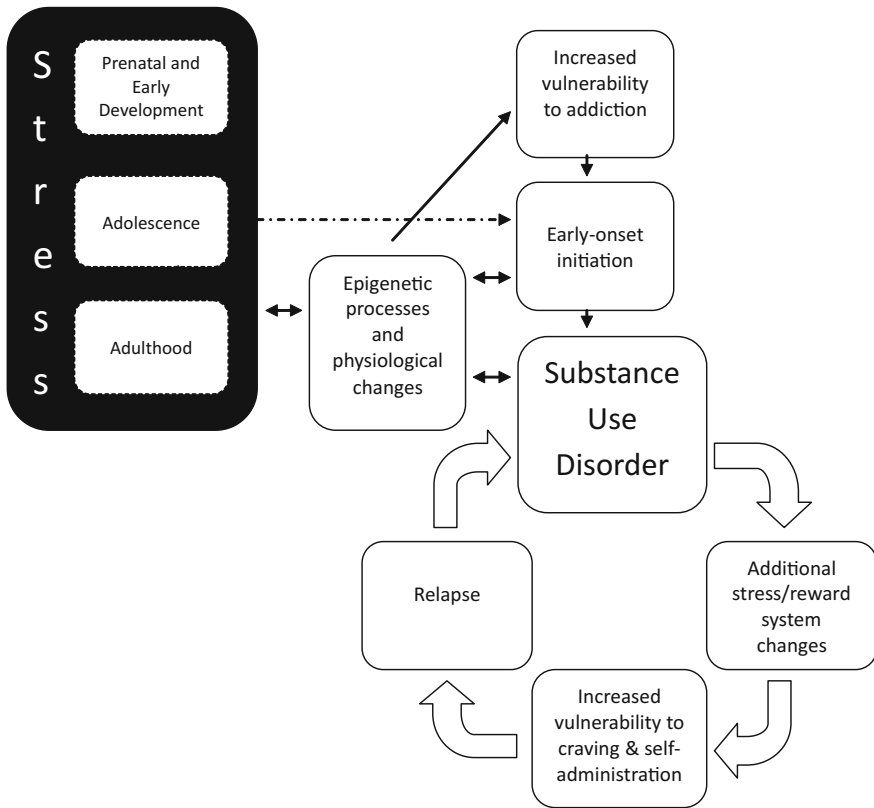 Stress
Prenatal and
Early
Development
Adolescence
Adulthood
Epigenetic
processes
and
physiological
changes
Increased
vulnerability
to addiction
Early-onset
initiation
Substance
Use
Disorder
Additional
stress/reward
system
changes
Increased
vulnerability to
craving & self-
administration
Relapse